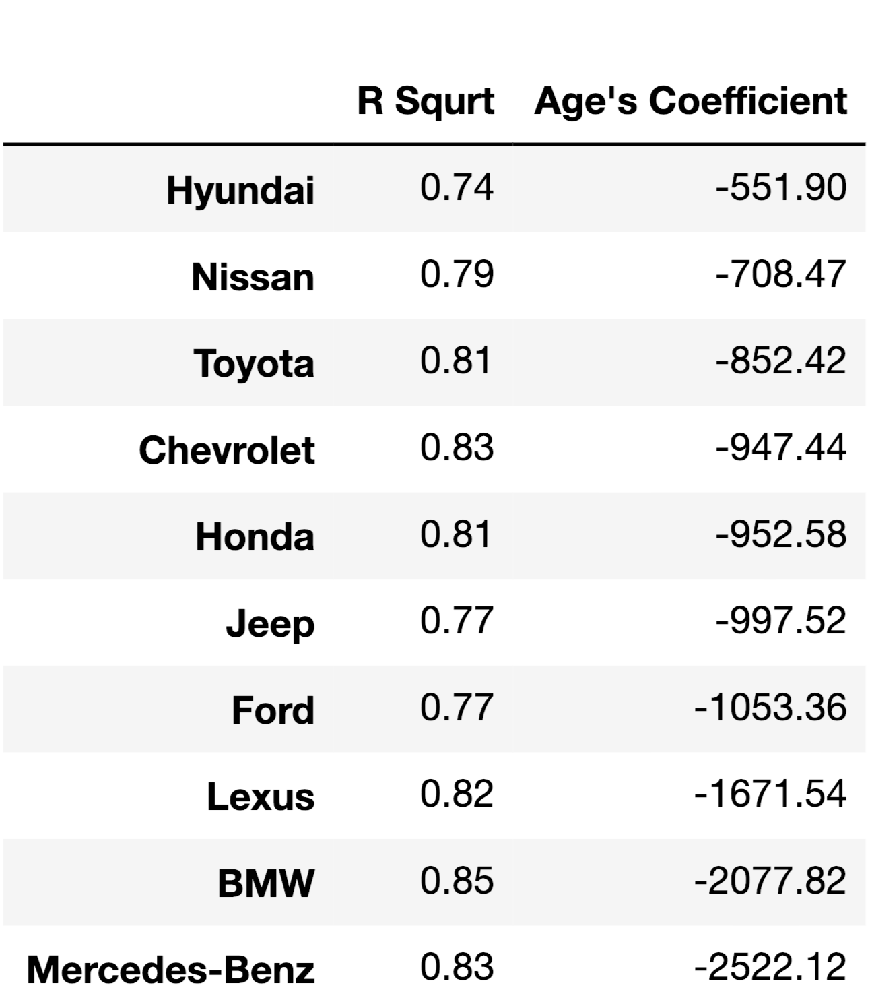 R Squrt Age's Coefficient
Hyundai 0.74 -551.90
Nissan 0.79 -708.47
Toyota 0.81 -852.42
Chevrolet 0.83 -947.44
Honda 0.81 -952.58
Jeep 0.77 -997.52
Ford 0.77 -1053.36
Lexus 0.82 -1671.54
BMW 0.85 -2077.82
Mercedes-Benz 0.83 -2522.12